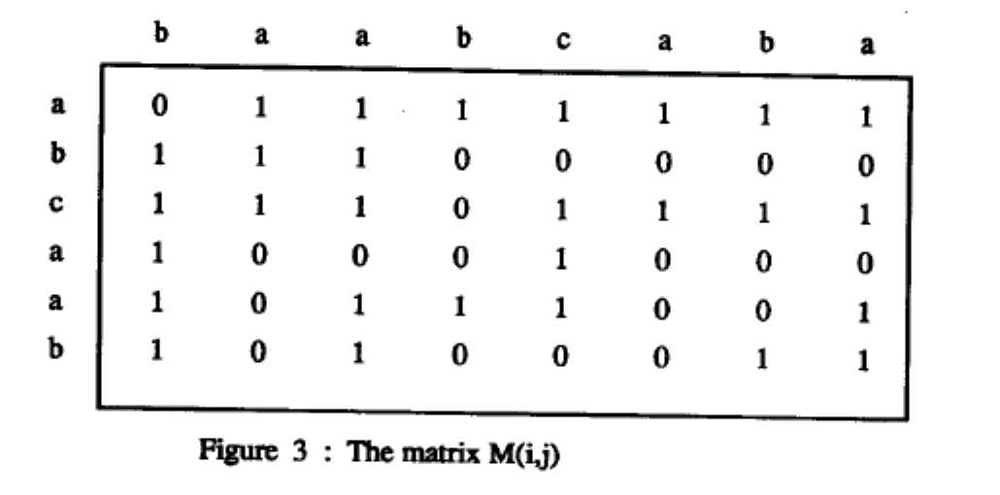 b a a b c a b a
a 0 1 1 1 1 1 1 1
b 1 1 1 0 0 0 0 0
c 1 1 1 0 1 1 1 1
a 1 0 0 0 1 0 0 0
a 1 0 1 1 1 0 0 1
b 1 0 1 0 0 0 1 1
Figure 3 : The matrix M(i,j)